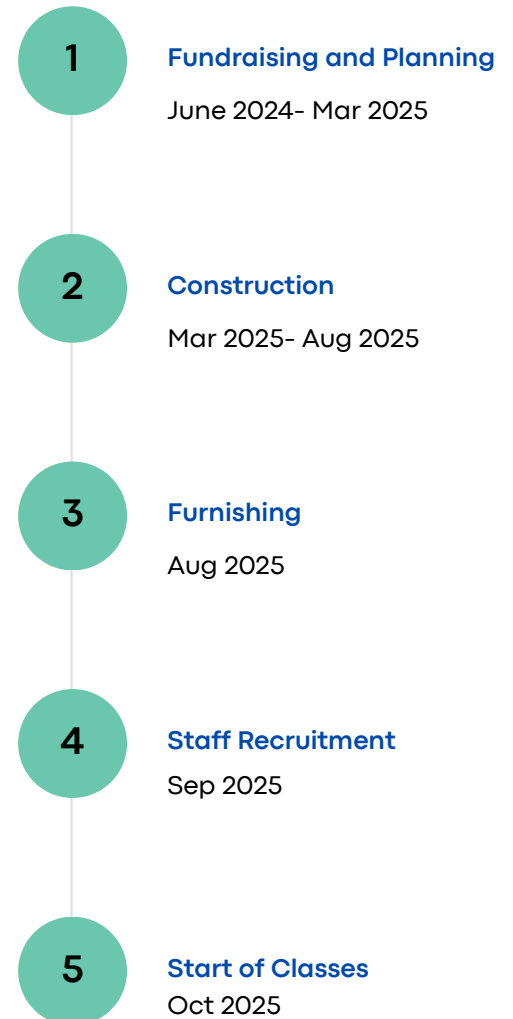 1
Fundraising and Planning
June 2024- Mar 2025
2
Construction
Mar 2025- Aug 2025
3
Furnishing
Aug 2025
4
Staff Recruitment
Sep 2025
5
Start of Classes
Oct 2025